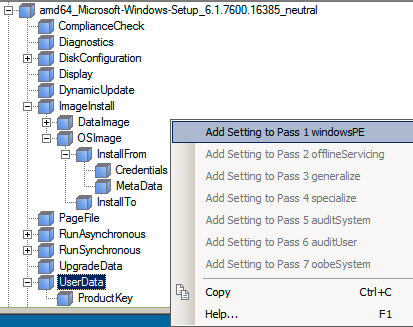 amd64_Microsoft-Windows-Setup_6.1.7600.16385_neutral
ComplianceCheck
Diagnostics
DiskConfiguration
Display
DynamicUpdate
ImageInstall
DataImage
OSImage
InstallFrom
Credentials
MetaData
InstallTo
PageFile
RunAsynchronous
RunSynchronous
UpgradeData
UserData
ProductKey
Add Setting to Pass 1 windowsPE
Add Setting to Pass 2 offlineServicing
Add Setting to Pass 3 generalize
Add Setting to Pass 4 specialize
Add Setting to Pass 5 auditSystem
Add Setting to Pass 6 auditUser
Add Setting to Pass 7 oobeSystem
Copy Ctrl+C
Help... F1